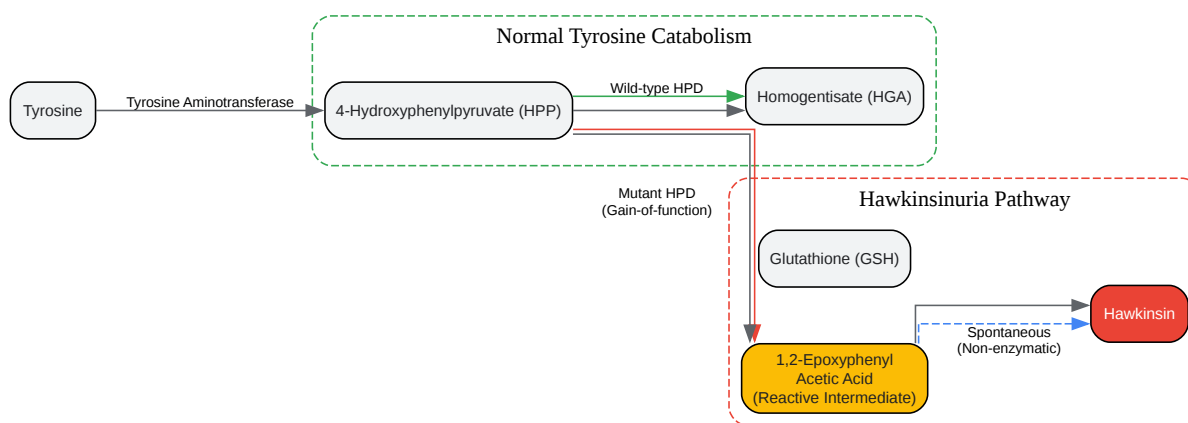 Normal Tyrosine Catabolism
Tyrosine
Tyrosine Aminotransferase
4-Hydroxyphenylpyruvate (HPP)
Wild-type HPD
Homogentisate (HGA)
Mutant HPD
(Gain-of-function)
Hawkinsinuria Pathway
Glutathione (GSH)
Hawkinsin
Spontaneous
(Non-enzymatic)
1,2-Epoxyphenyl
Acetic Acid
(Reactive Intermediate)